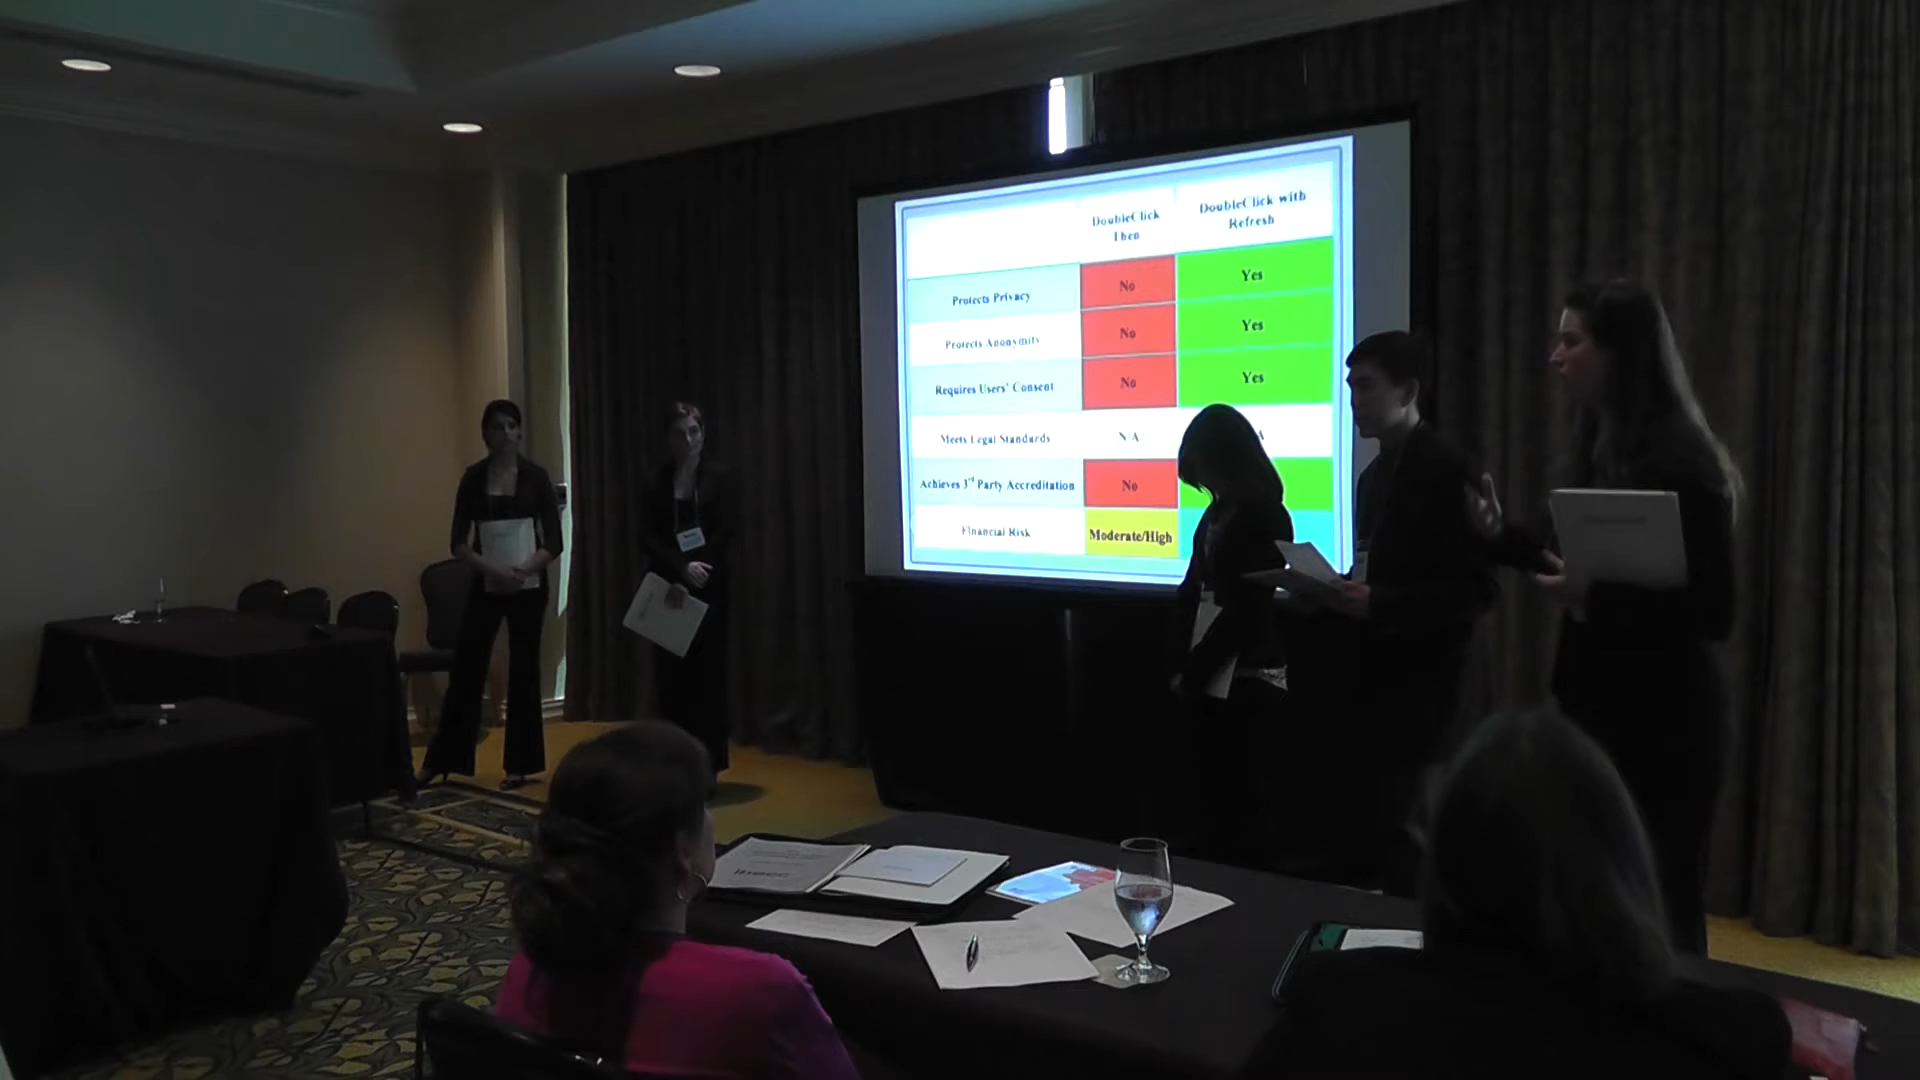 DoubleClick
Then
DoubleClick with
Refresh
Protects Privacy
No
Yes
Protects Anonymity
No
Yes
Requires Users' Consent
No
Yes
Meets Legal Standards
N/A
Achieves 3rd Party Accreditation
No
Financial Risk
Moderate/High